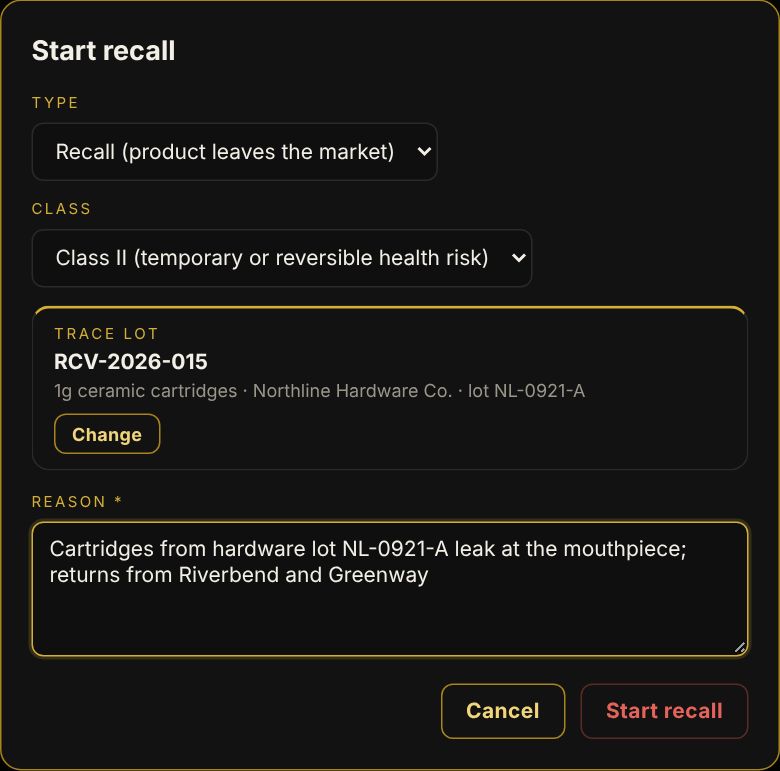 Start recall
TYPE
Recall (product leaves the market)
CLASS
Class II (temporary or reversible health risk)
TRACE LOT
RCV-2026-015
1g ceramic cartridges · Northline Hardware Co. · lot NL-0921-A
Change
REASON *
Cartridges from hardware lot NL-0921-A leak at the mouthpiece;
returns from Riverbend and Greenway
Cancel
Start recall